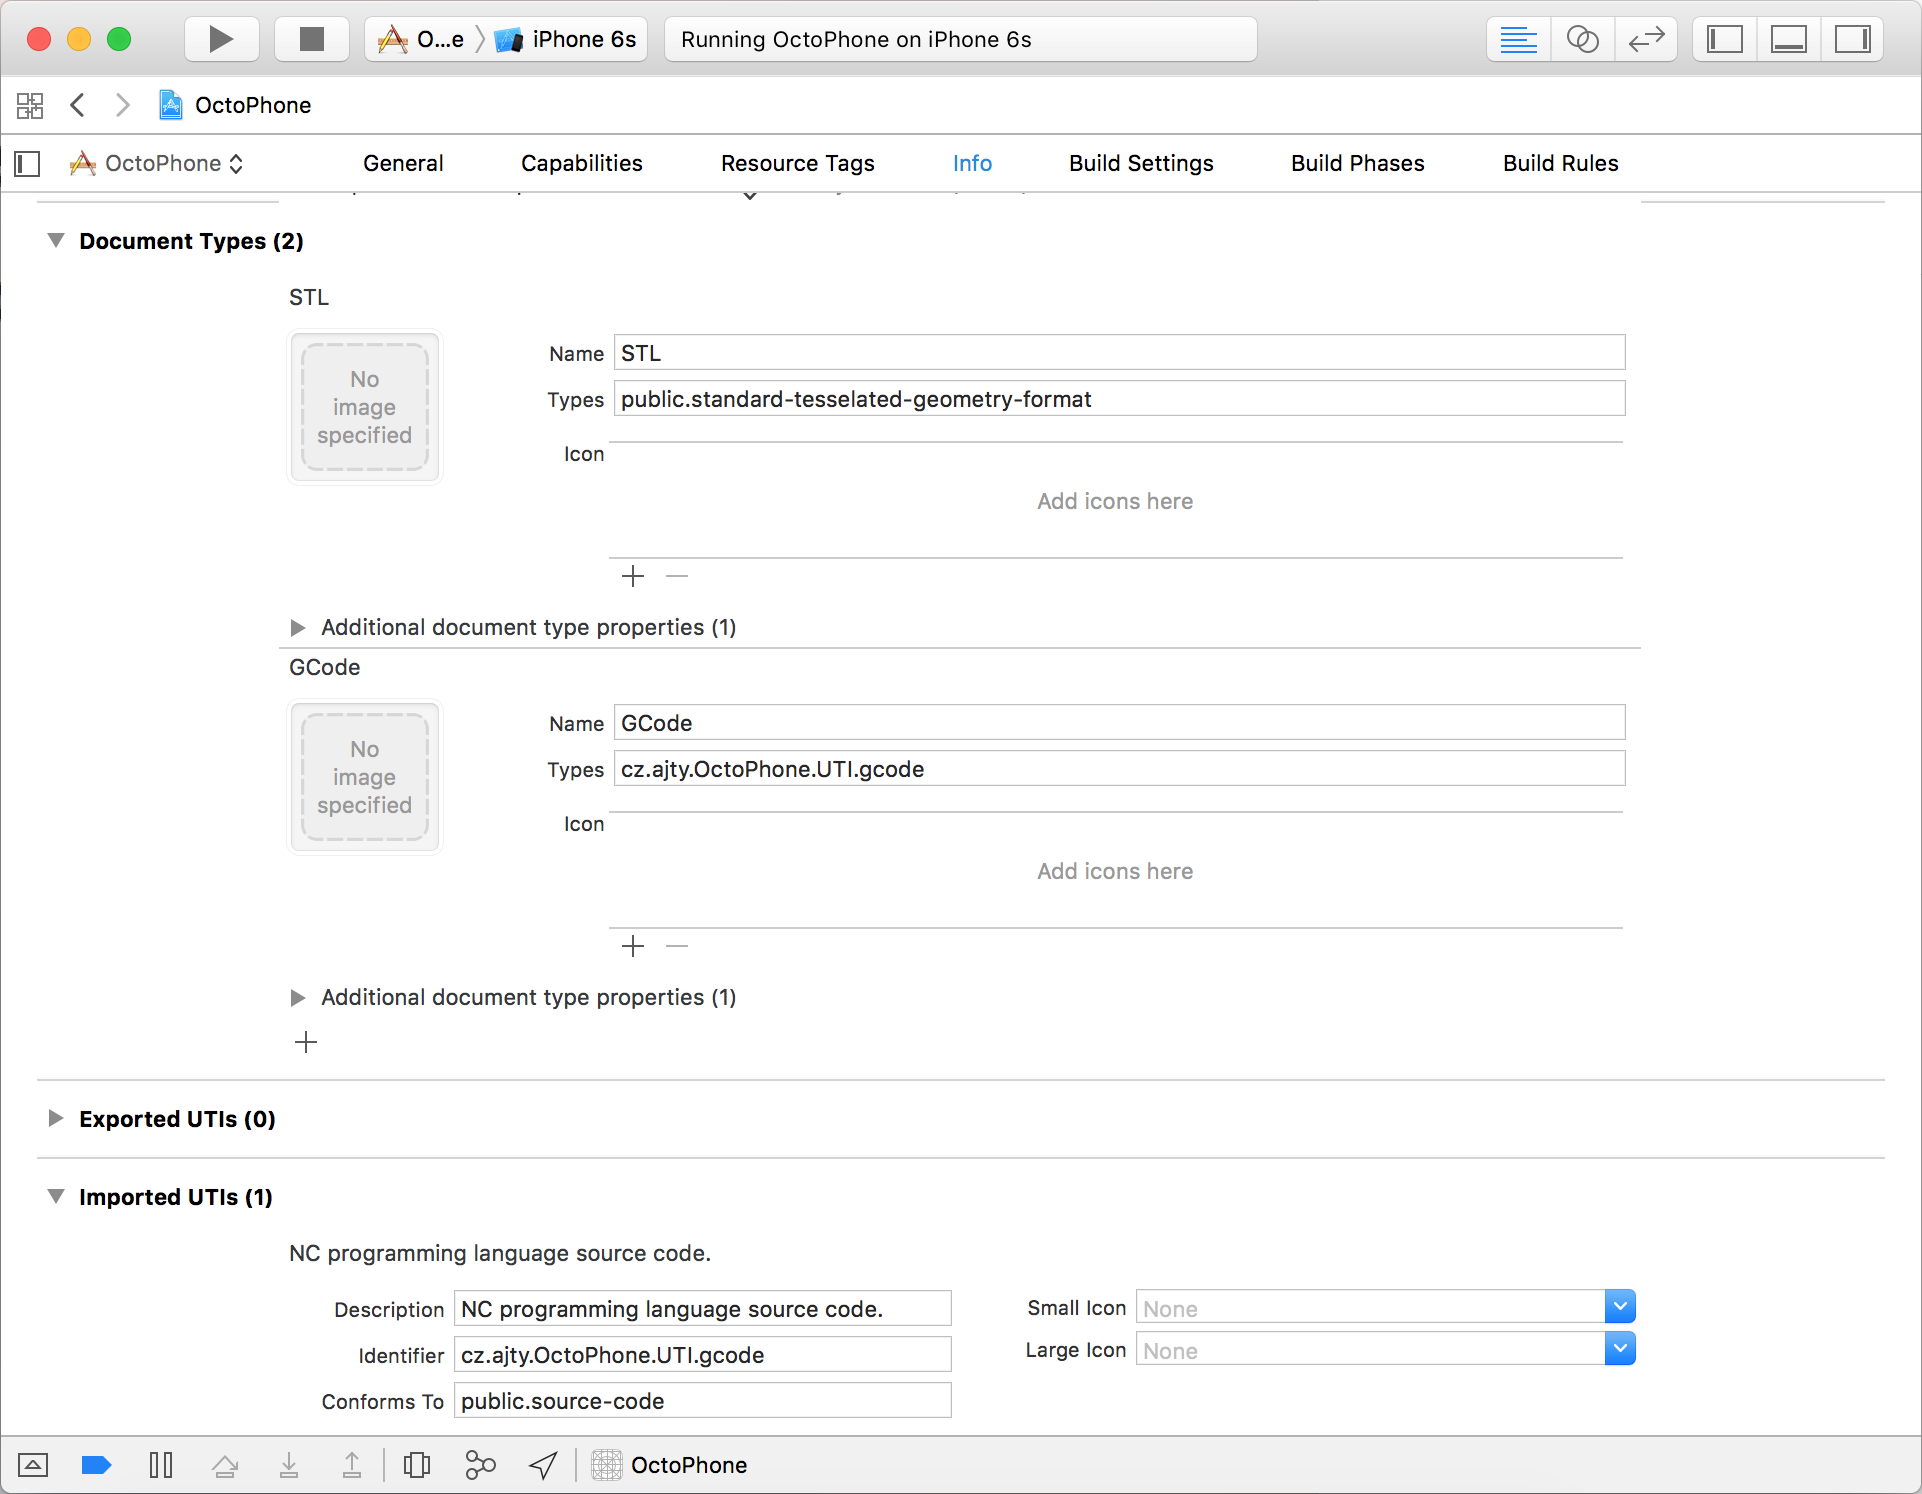 O...e iPhone 6s Running OctoPhone on iPhone 6s
OctoPhone
OctoPhone General Capabilities Resource Tags Info Build Settings Build Phases Build Rules
Document Types (2)
STL
No
image
specified
Name STL
Types public.standard-tesselated-geometry-format
Icon
Add icons here
Additional document type properties (1)
GCode
No
image
specified
Name GCode
Types cz.ajty.OctoPhone.UTI.gcode
Icon
Add icons here
Additional document type properties (1)
Exported UTIs (0)
Imported UTIs (1)
NC programming language source code.
Description NC programming language source code.
Identifier cz.ajty.OctoPhone.UTI.gcode
Conforms To public.source-code
Small Icon None
Large Icon None
OctoPhone